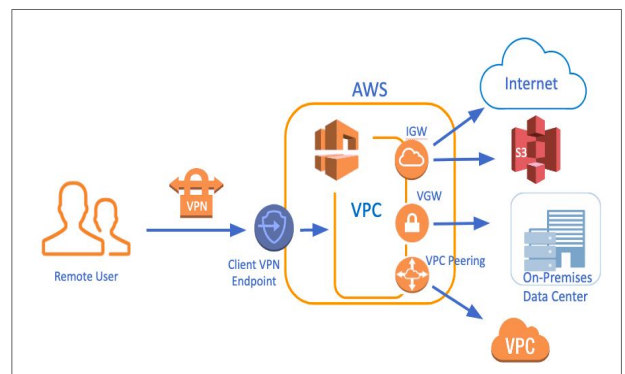 AWS
Internet
IGW
S3
VPN
VPC
VGW
Client VPN
Endpoint
Remote User
VPC Peering
On-Premises
Data Center
VPC